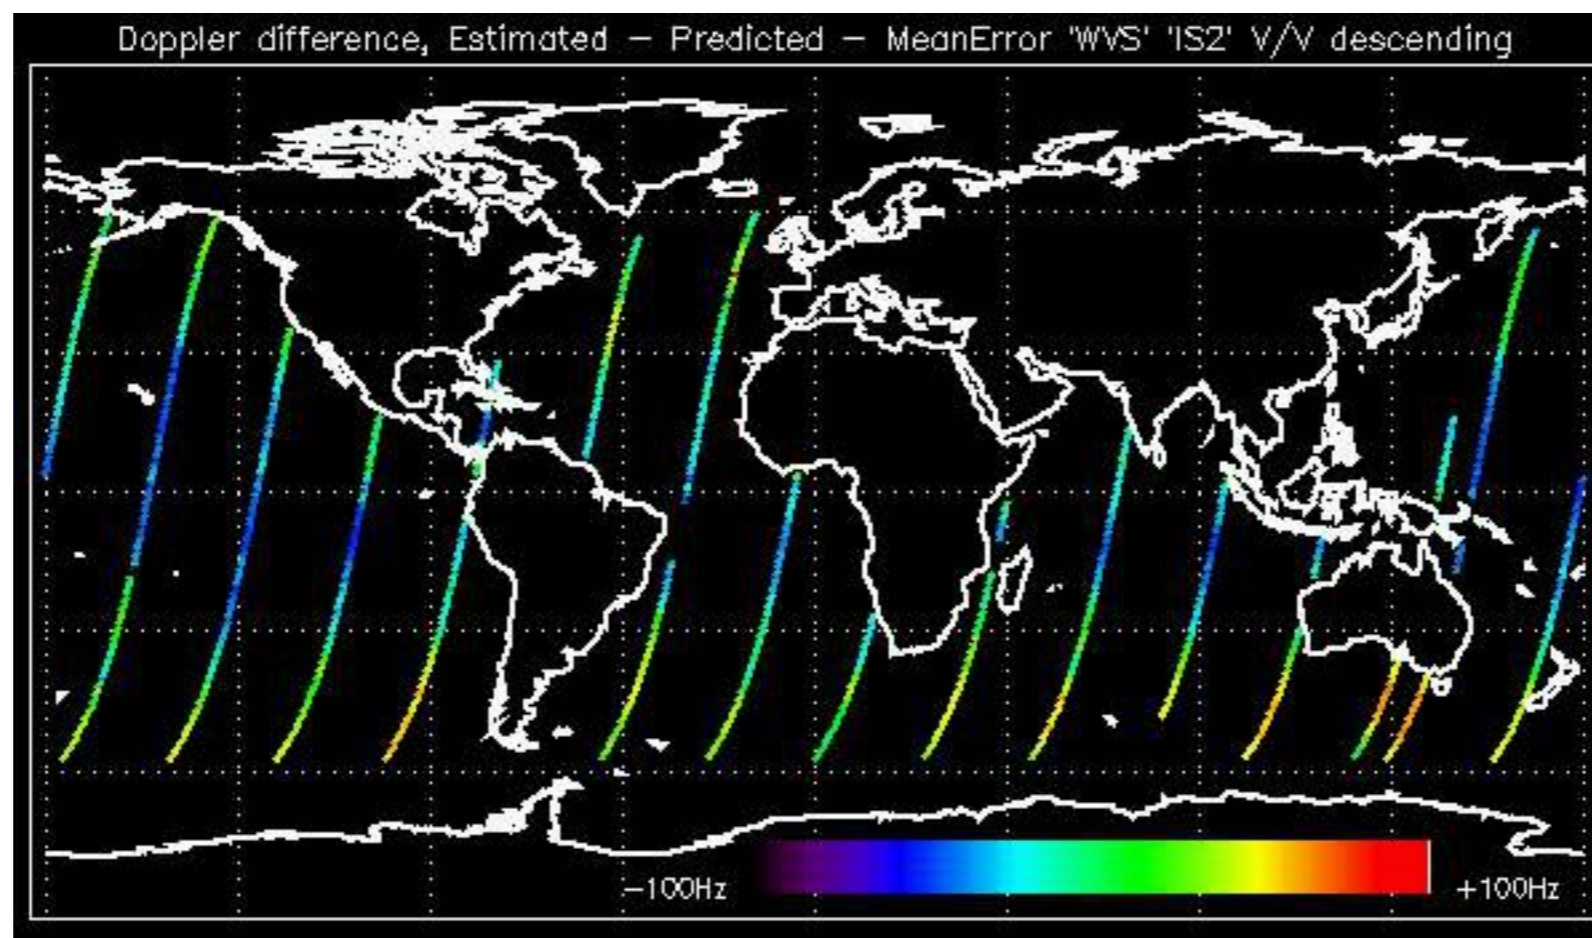 Doppler difference, Estimated – Predicted – MeanError 'WVS' 'IS2' V/V descending
–100Hz
+100Hz